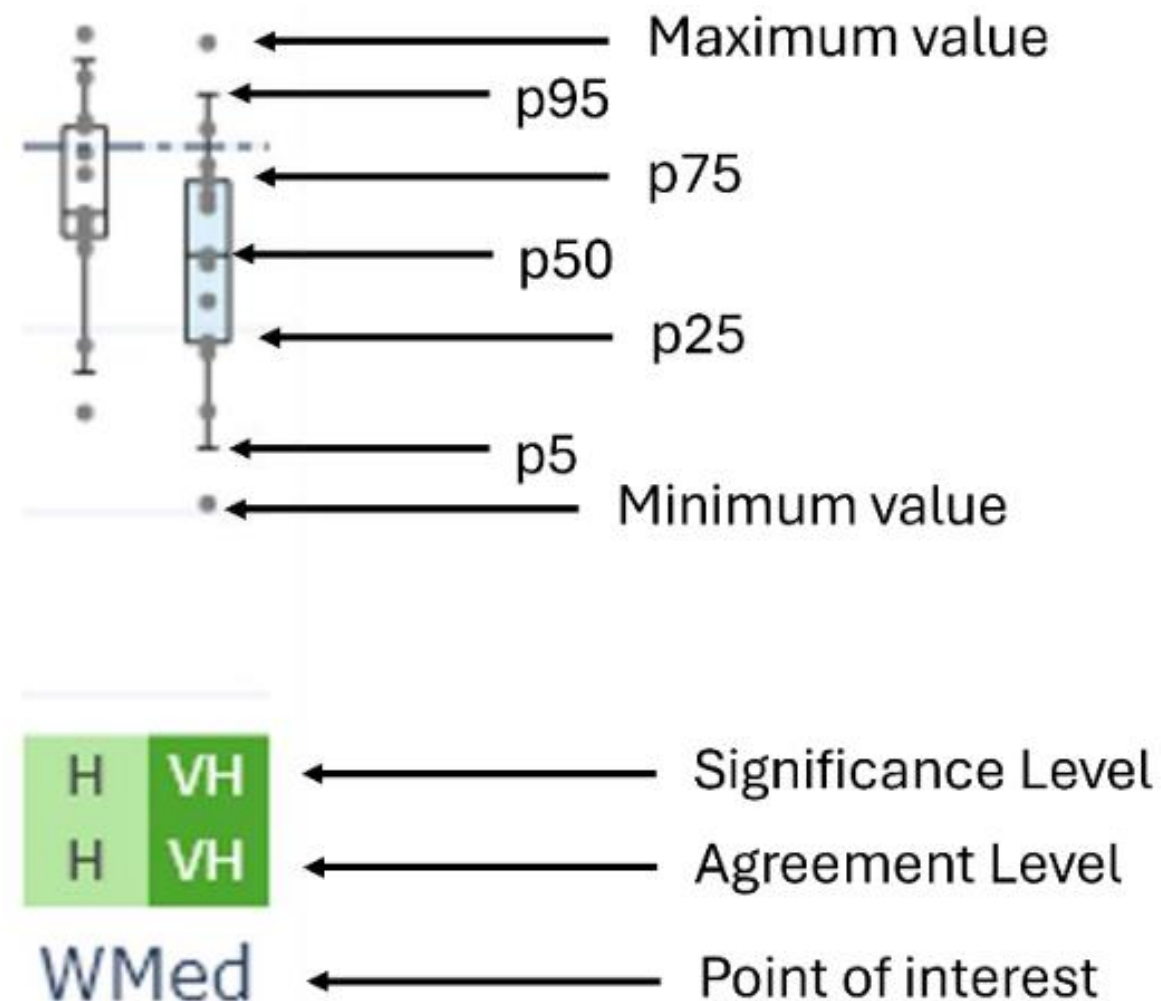 Maximum value
p95
p75
p50
p25
p5
Minimum value
H VH Significance Level
H VH Agreement Level
WMed Point of interest